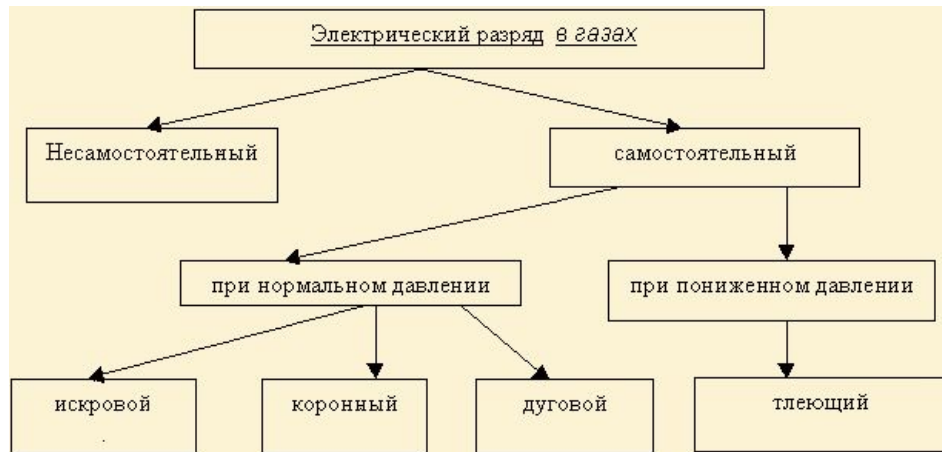 Электрический разряд в газах
Несамостоятельный
самостоятельный
при нормальном давлении
при пониженном давлении
искровой
коронный
дуговой
тлеющий